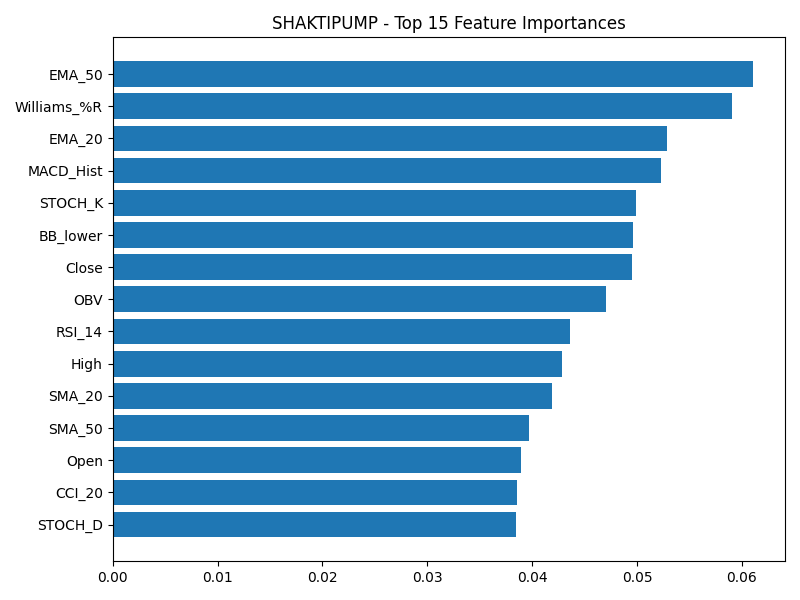 SHAKTIPUMP - Top 15 Feature Importances
EMA_50
Williams_%R
EMA_20
MACD_Hist
STOCH_K
BB_lower
Close
OBV
RSI_14
High
SMA_20
SMA_50
Open
CCI_20
STOCH_D
0.00 0.01 0.02 0.03 0.04 0.05 0.06